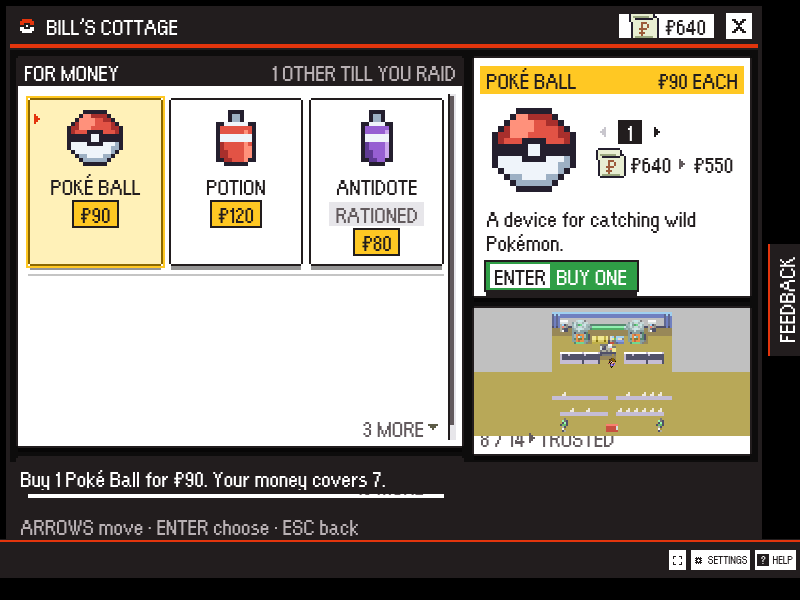 BILL'S COTTAGE
₽640
X
FOR MONEY
1 OTHER TILL YOU RAID
POKÉ BALL
₽90
POTION
₽120
ANTIDOTE
RATIONED
₽80
3 MORE
POKÉ BALL
₽90 EACH
1
₽640 ▸ ₽550
A device for catching wild
Pokémon.
ENTER BUY ONE
8 / 14 ▸ TRUSTED
Buy 1 Poké Ball for ₽90. Your money covers 7.
ARROWS move · ENTER choose · ESC back
FEEDBACK
SETTINGS
? HELP